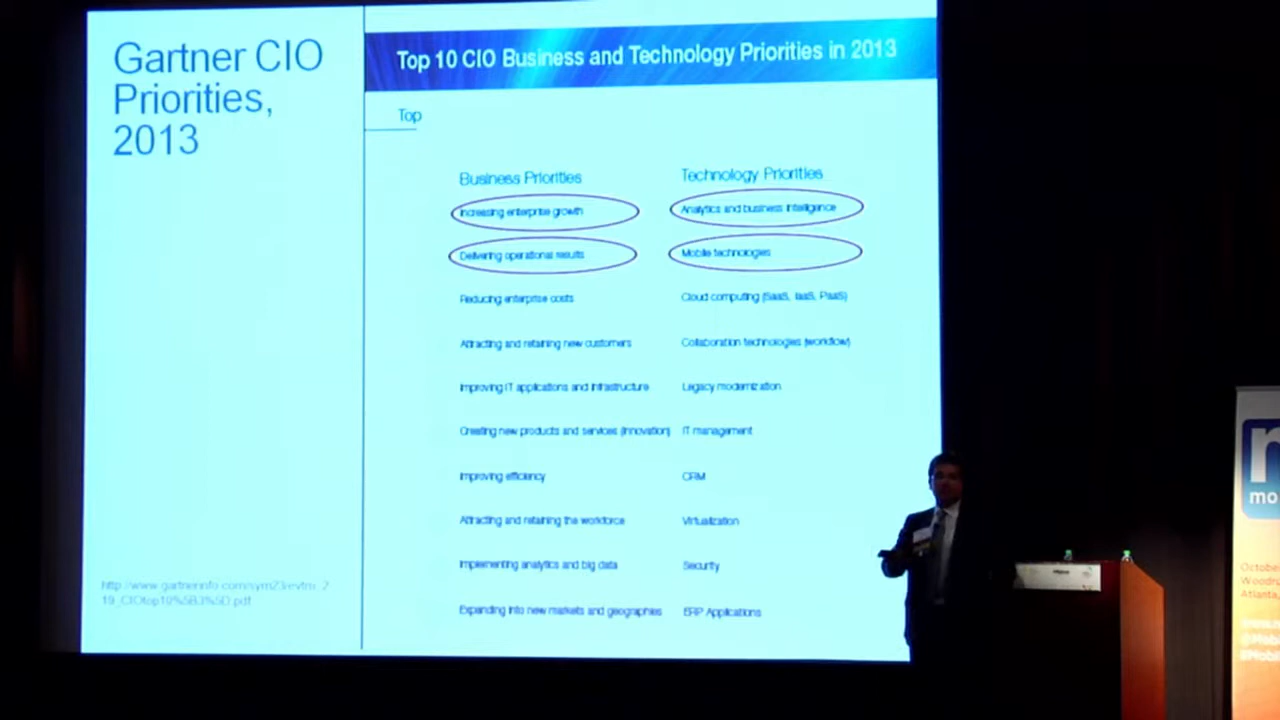 Gartner CIO
Priorities,
2013
Top 10 CIO Business and Technology Priorities in 2013
Top
Business Priorities
Technology Priorities
Increasing enterprise growth
Analytics and business intelligence
Delivering operational results
Mobile technologies
Reducing enterprise costs
Cloud computing (SaaS, IaaS, PaaS)
Attracting and retaining new customers
Collaboration technologies (workflow)
Improving IT applications and infrastructure
Legacy modernization
Creating new products and services (innovation)
IT management
Improving efficiency
CRM
Attracting and retaining the workforce
Virtualization
Implementing analytics and big data
Security
Expanding into new markets and geographies
ERP Applications
mo
October
Atlanta,